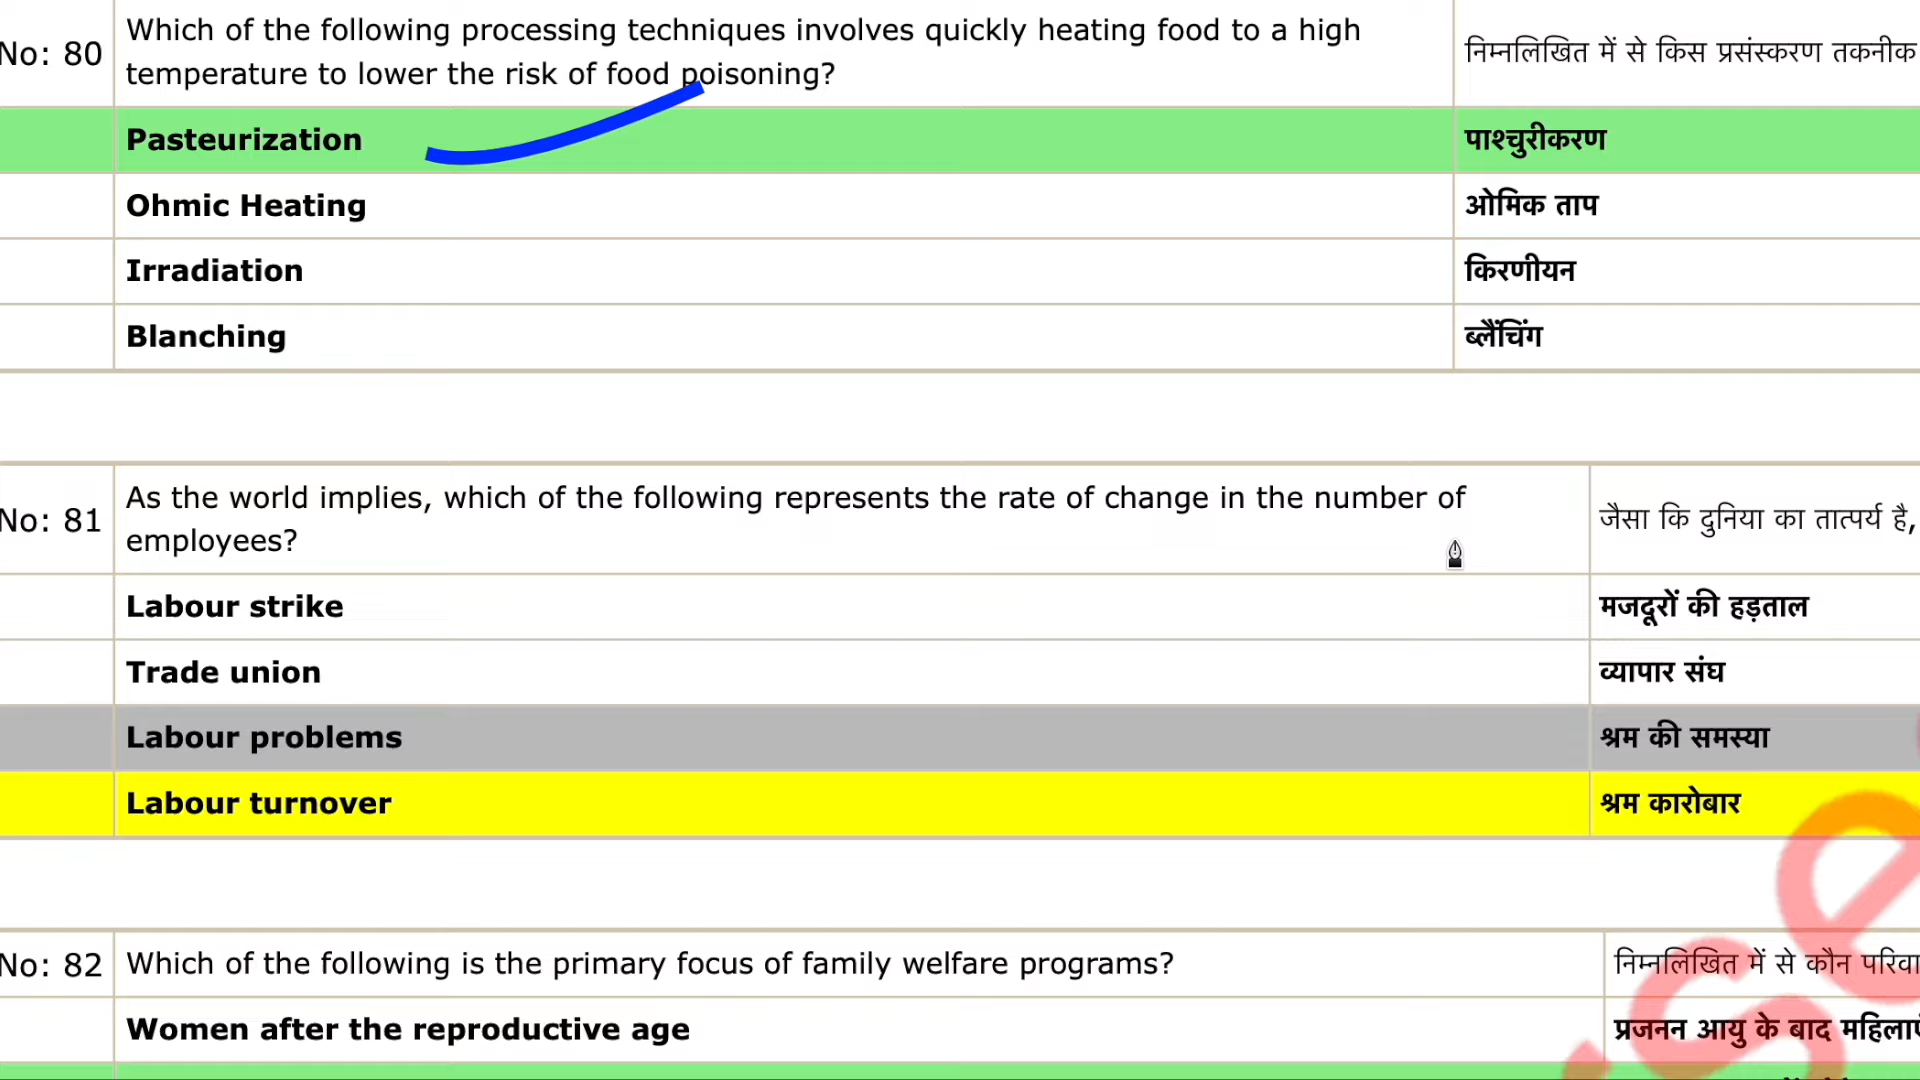 No: 80
Which of the following processing techniques involves quickly heating food to a high
temperature to lower the risk of food poisoning?
निम्नलिखित में से किस प्रसंस्करण तकनीक
Pasteurization
पाश्चुरीकरण
Ohmic Heating
ओमिक ताप
Irradiation
किरणीयन
Blanching
ब्लैंचिंग
No: 81
As the world implies, which of the following represents the rate of change in the number of
employees?
जैसा कि दुनिया का तात्पर्य है,
Labour strike
मजदूरों की हड़ताल
Trade union
व्यापार संघ
Labour problems
श्रम की समस्या
Labour turnover
श्रम कारोबार
No: 82
Which of the following is the primary focus of family welfare programs?
निम्नलिखित में से कौन
Women after the reproductive age
प्रजनन आयु के बाद